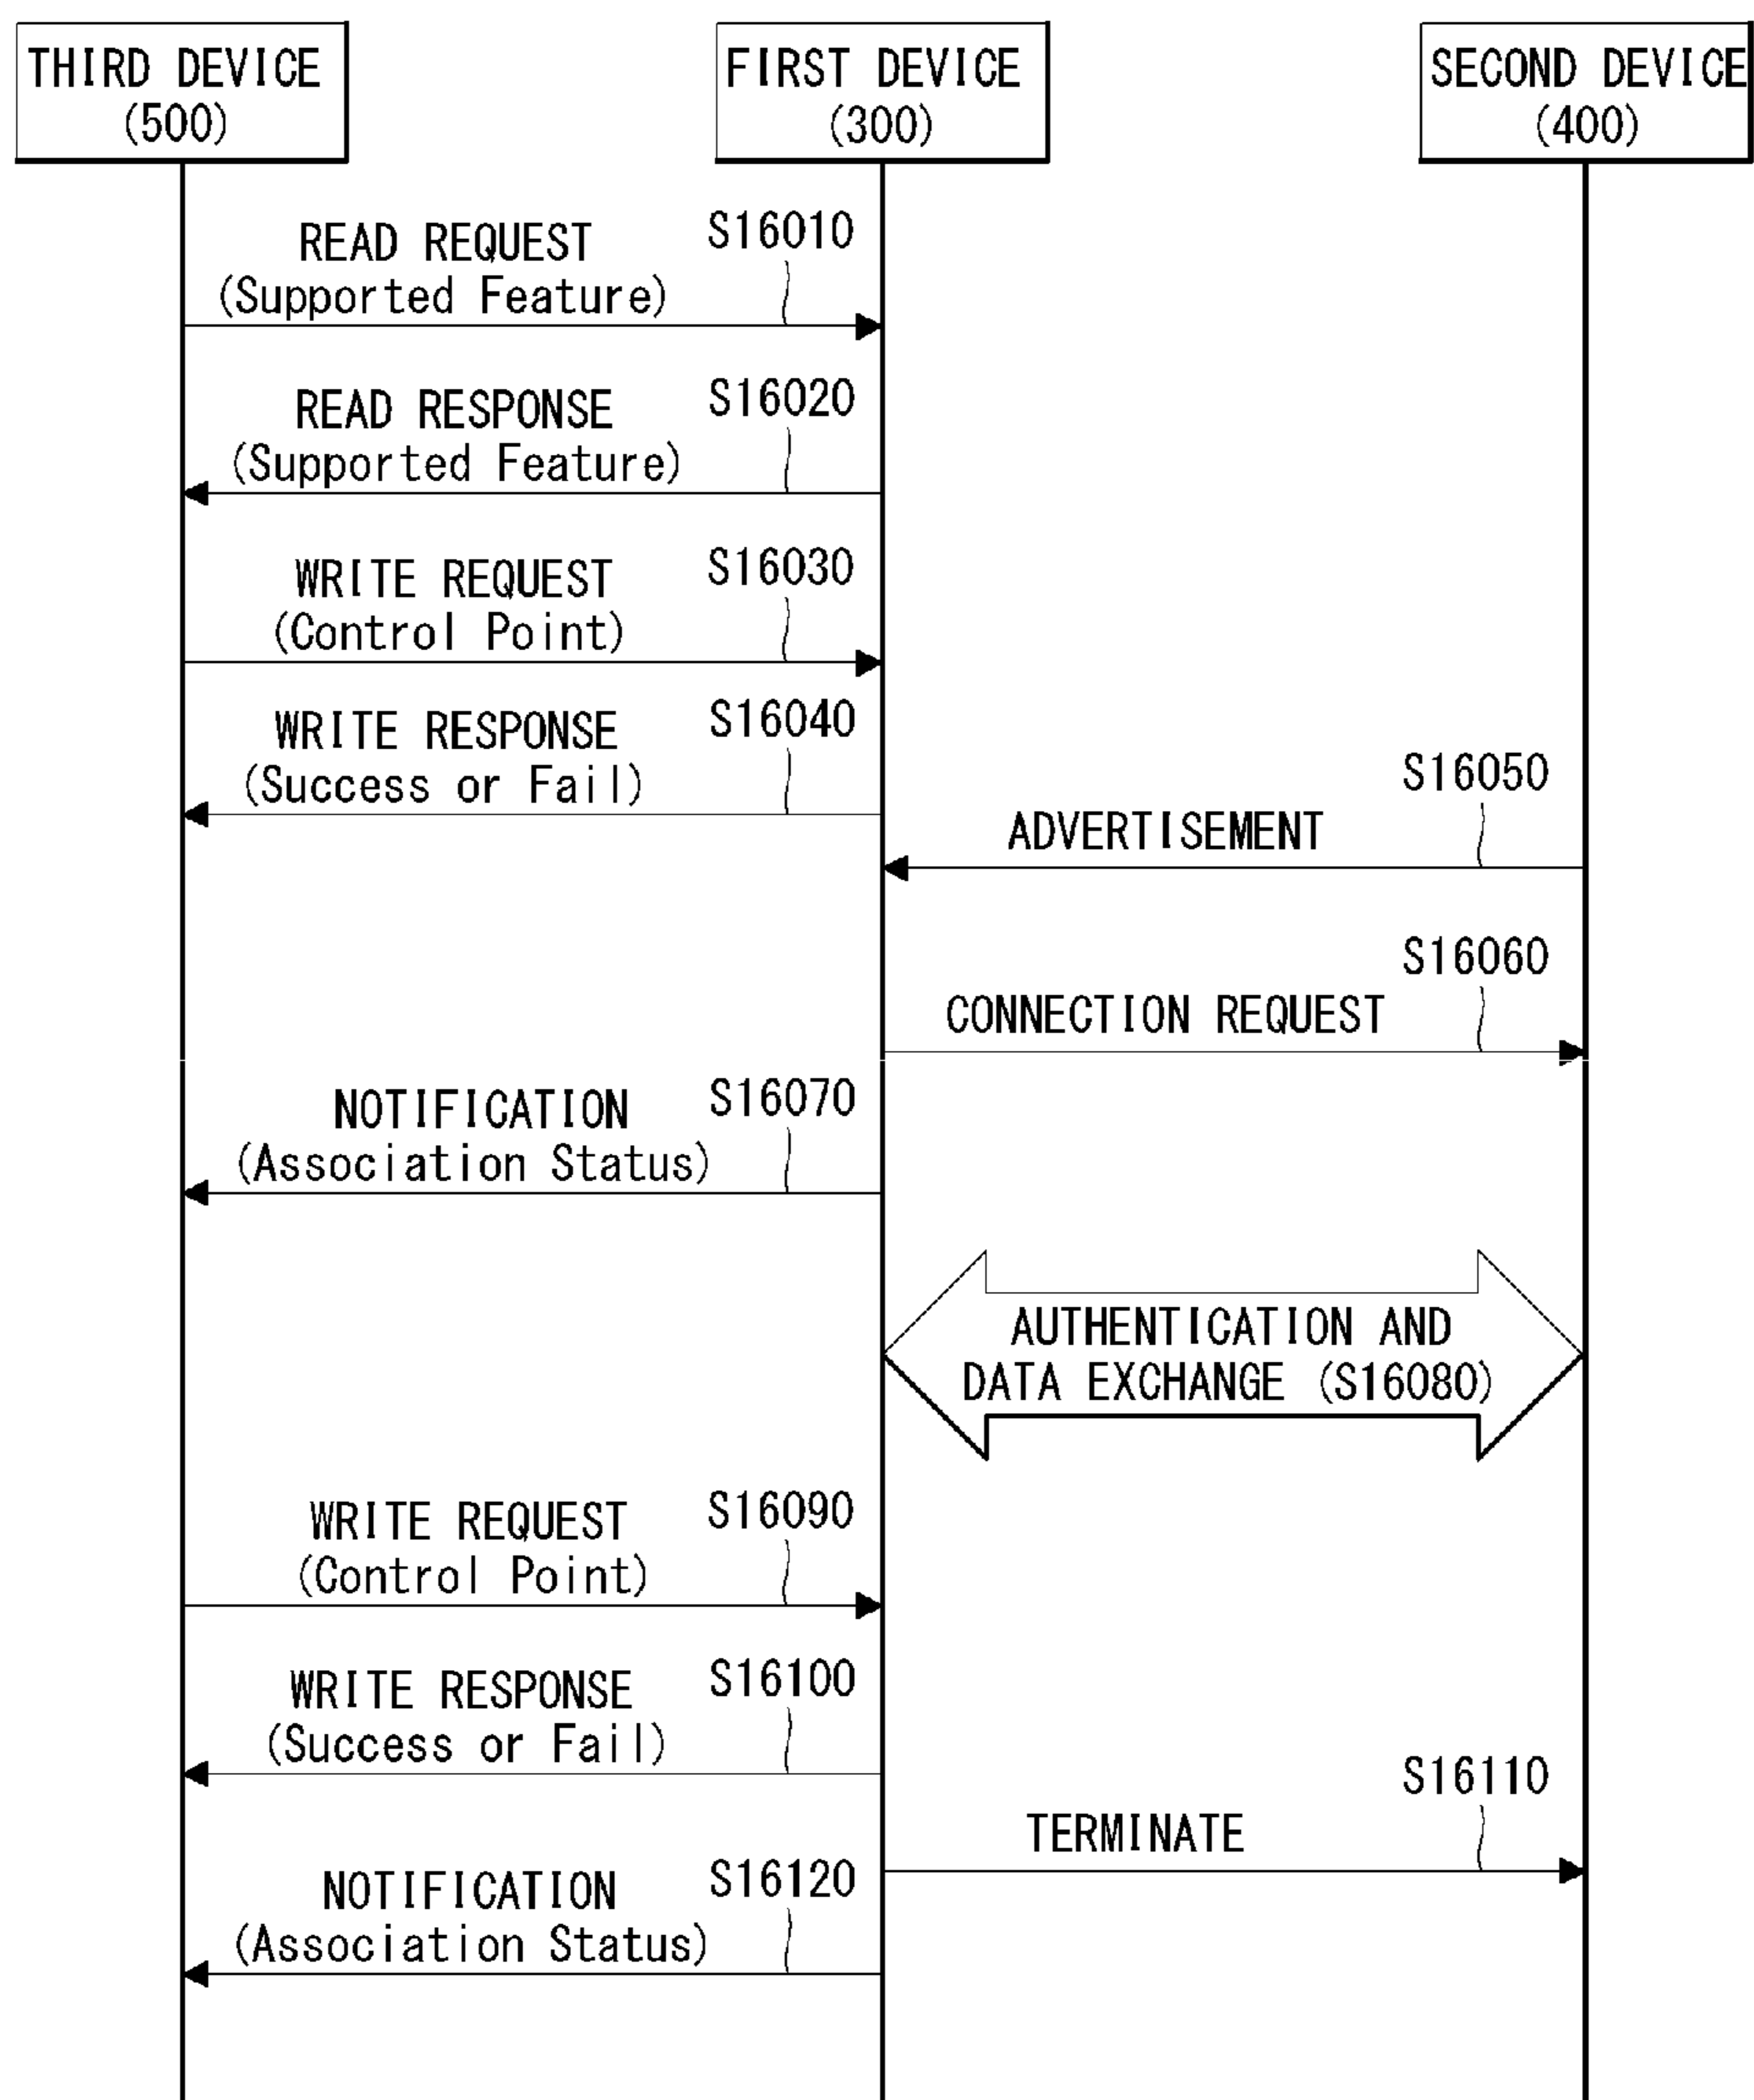 THIRD DEVICE
(500)
FIRST DEVICE
(300)
SECOND DEVICE
(400)
READ REQUEST
(Supported Feature)
S16010
READ RESPONSE
(Supported Feature)
S16020
WRITE REQUEST
(Control Point)
S16030
WRITE RESPONSE
(Success or Fail)
S16040
S16050
ADVERTISEMENT
S16060
CONNECTION REQUEST
NOTIFICATION
(Association Status)
S16070
AUTHENTICATION AND
DATA EXCHANGE (S16080)
WRITE REQUEST
(Control Point)
S16090
WRITE RESPONSE
(Success or Fail)
S16100
S16110
TERMINATE
NOTIFICATION
(Association Status)
S16120